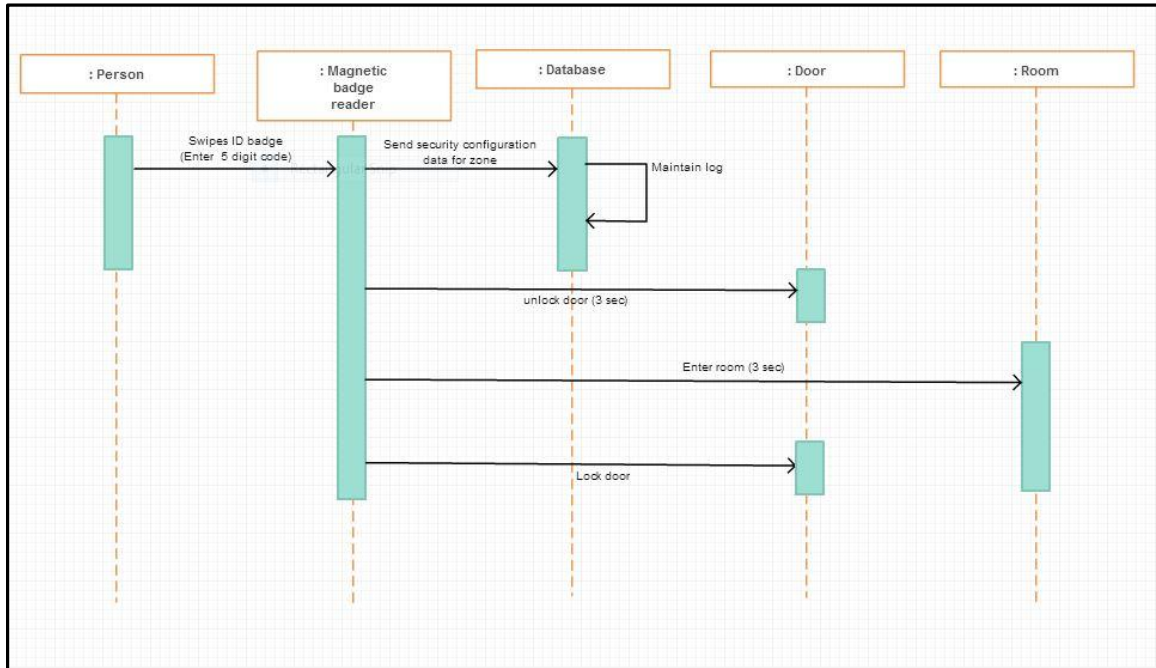 : Person
: Magnetic
badge
reader
: Database
: Door
: Room
Swipes ID badge
(Enter 5 digit code)
Send security configuration
data for zone
Maintain log
unlock door (3 sec)
Enter room (3 sec)
Lock door